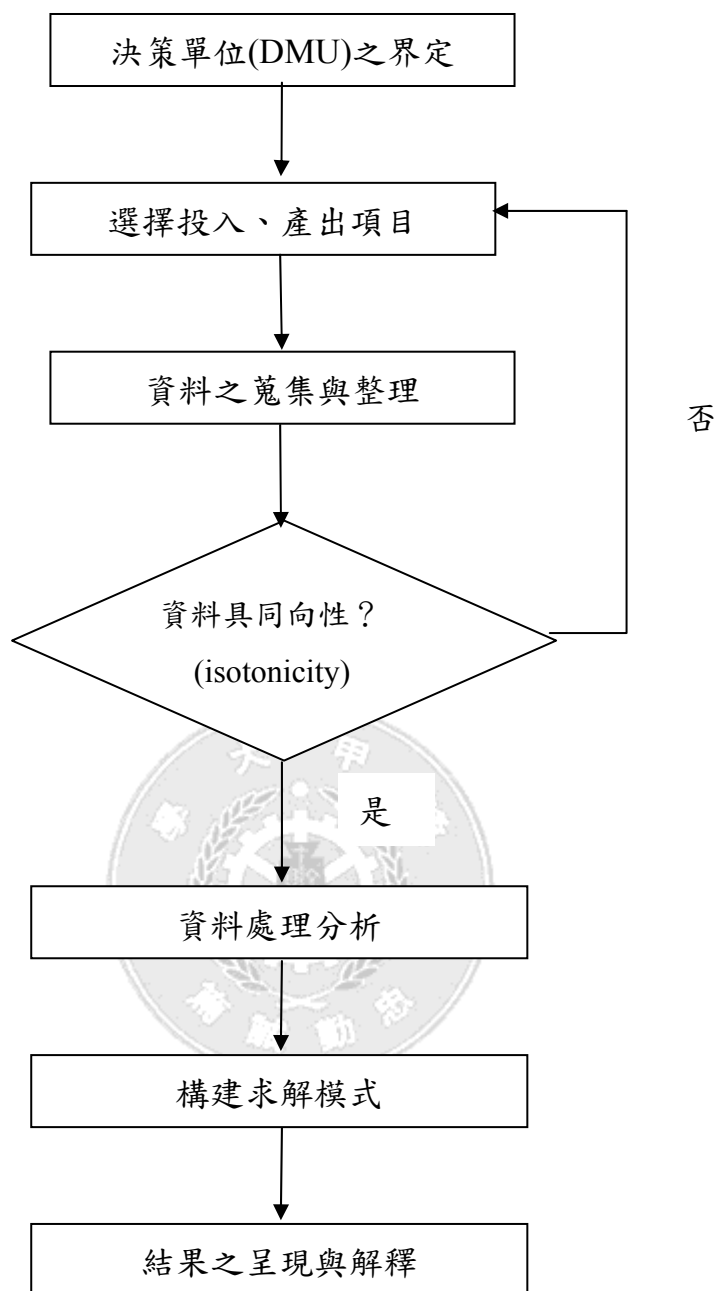 決策單位(DMU)之界定
選擇投入、產出項目
資料之蒐集與整理
否
資料具同向性？
(isotonicity)
是
資料處理分析
構建求解模式
結果之呈現與解釋